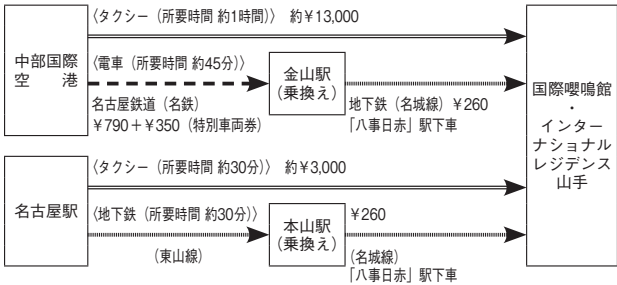 〈タクシー（所要時間 約1時間）〉 約¥13,000
中部国際
空　港
〈電車（所要時間 約45分）〉
名古屋鉄道（名鉄）
¥790＋¥350（特別車両券）
金山駅
（乗換え）
地下鉄（名城線）¥260
「八事日赤」駅下車
〈タクシー（所要時間 約30分）〉 約¥3,000
名古屋駅
〈地下鉄（所要時間 約30分）〉
（東山線）
本山駅
（乗換え）
¥260
（名城線）
「八事日赤」駅下車
国際嚶鳴館
・
インター
ナショナル
レジデンス
山手